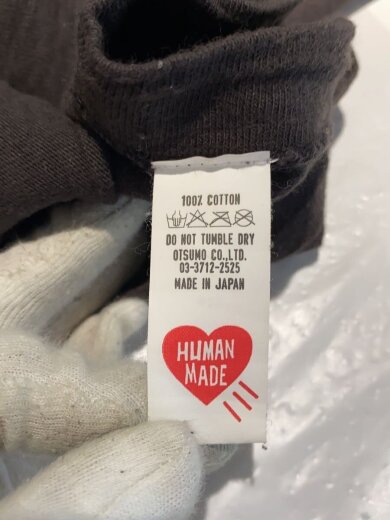 100% COTTON
DO NOT TUMBLE DRY
OTSUMO CO.,LTD.
03-3712-2525
MADE IN JAPAN
HUMAN
MADE